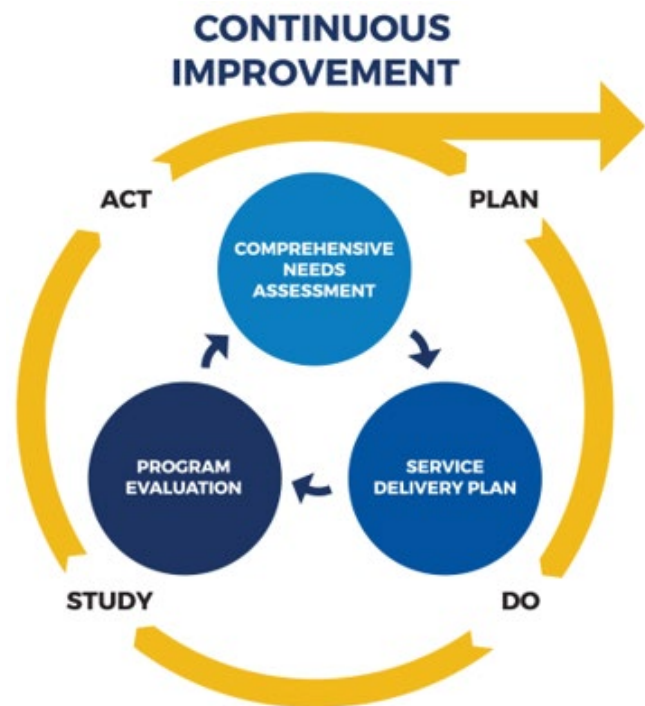 CONTINUOUS
IMPROVEMENT
ACT
PLAN
COMPREHENSIVE
NEEDS
ASSESSMENT
PROGRAM
EVALUATION
SERVICE
DELIVERY PLAN
STUDY
DO